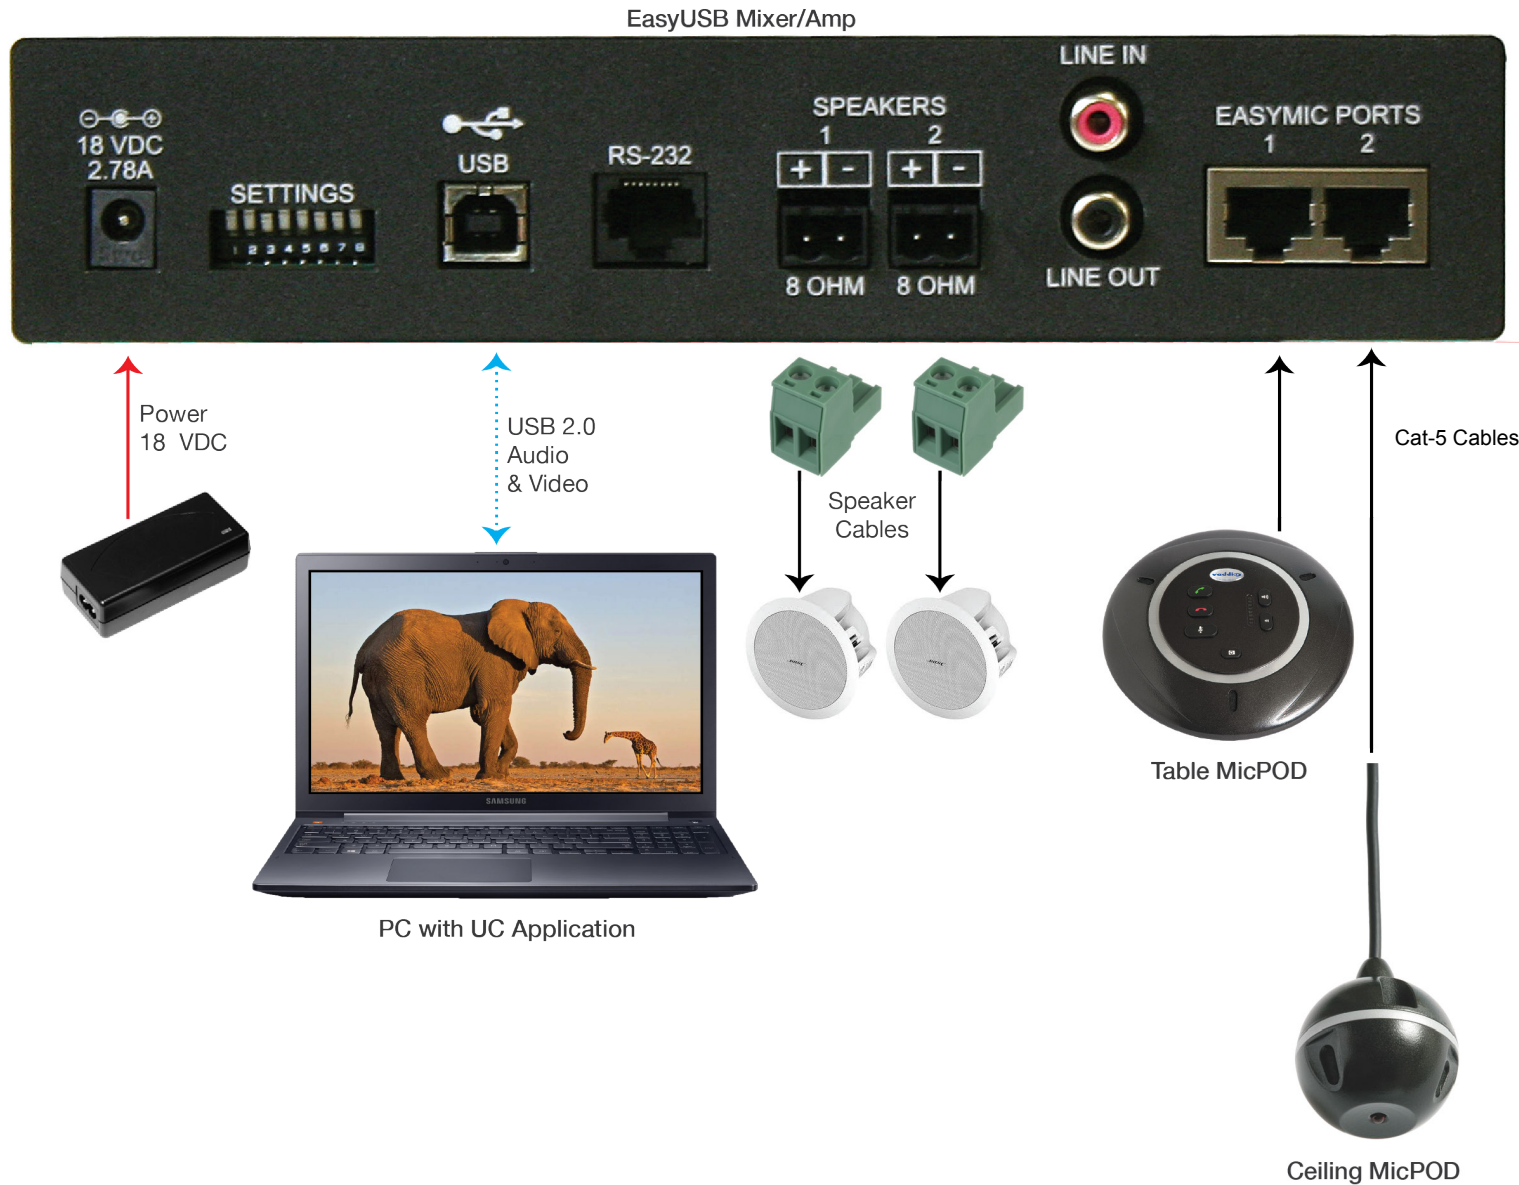 EasyUSB Mixer/Amp
18 VDC
2.78A
SETTINGS
1 2 3 4 5 6 7 8
USB
RS-232
SPEAKERS
1 2
+ - + -
8 OHM 8 OHM
LINE IN
LINE OUT
EASYMIC PORTS
1 2
Power
18 VDC
USB 2.0
Audio
& Video
Speaker
Cables
Cat-5 Cables
SAMSUNG
PC with UC Application
Table MicPOD
Ceiling MicPOD